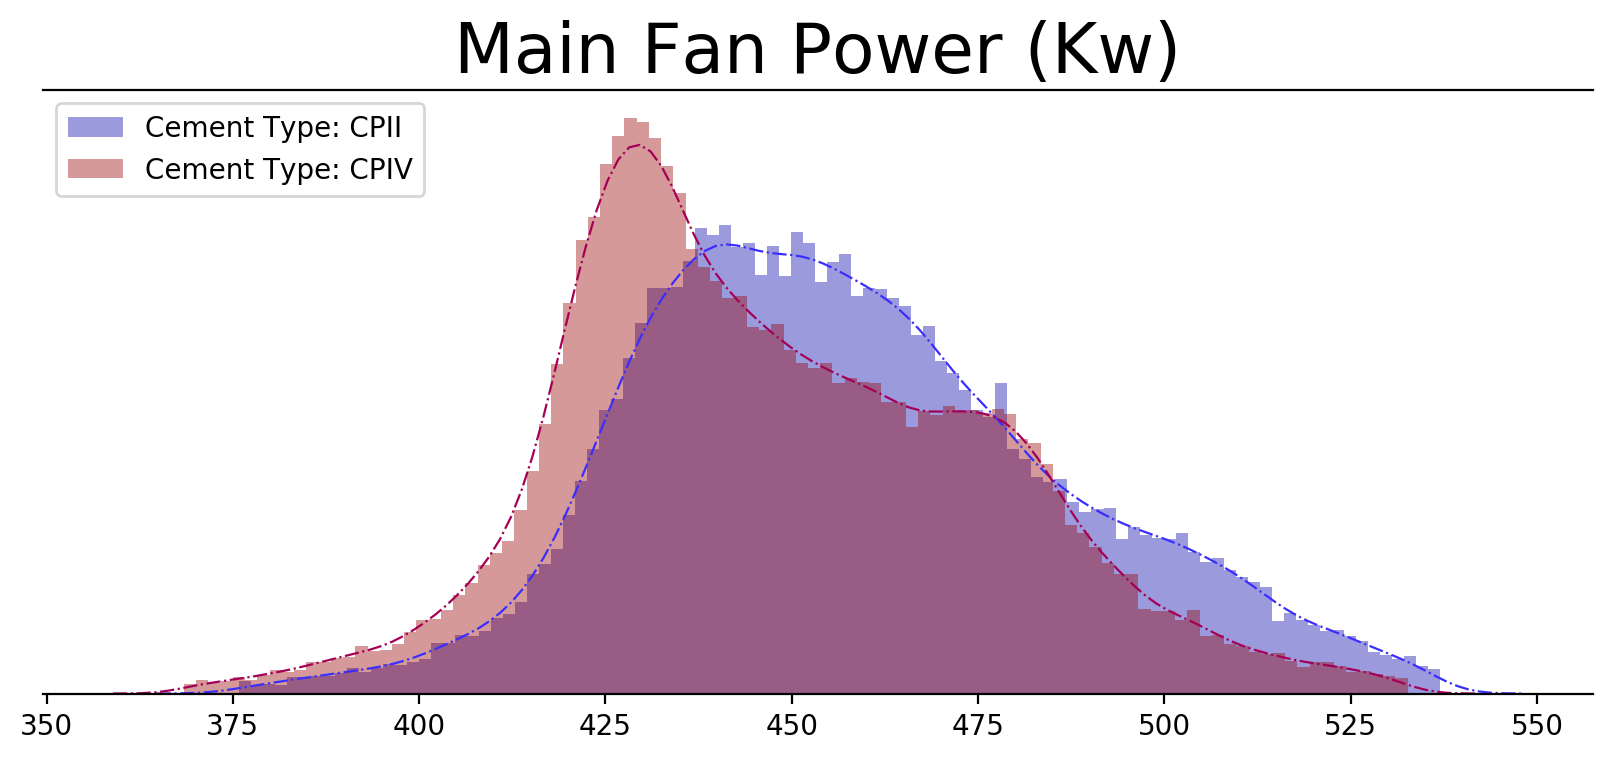 Main Fan Power (Kw)
Cement Type: CPII
Cement Type: CPIV
350 375 400 425 450 475 500 525 550